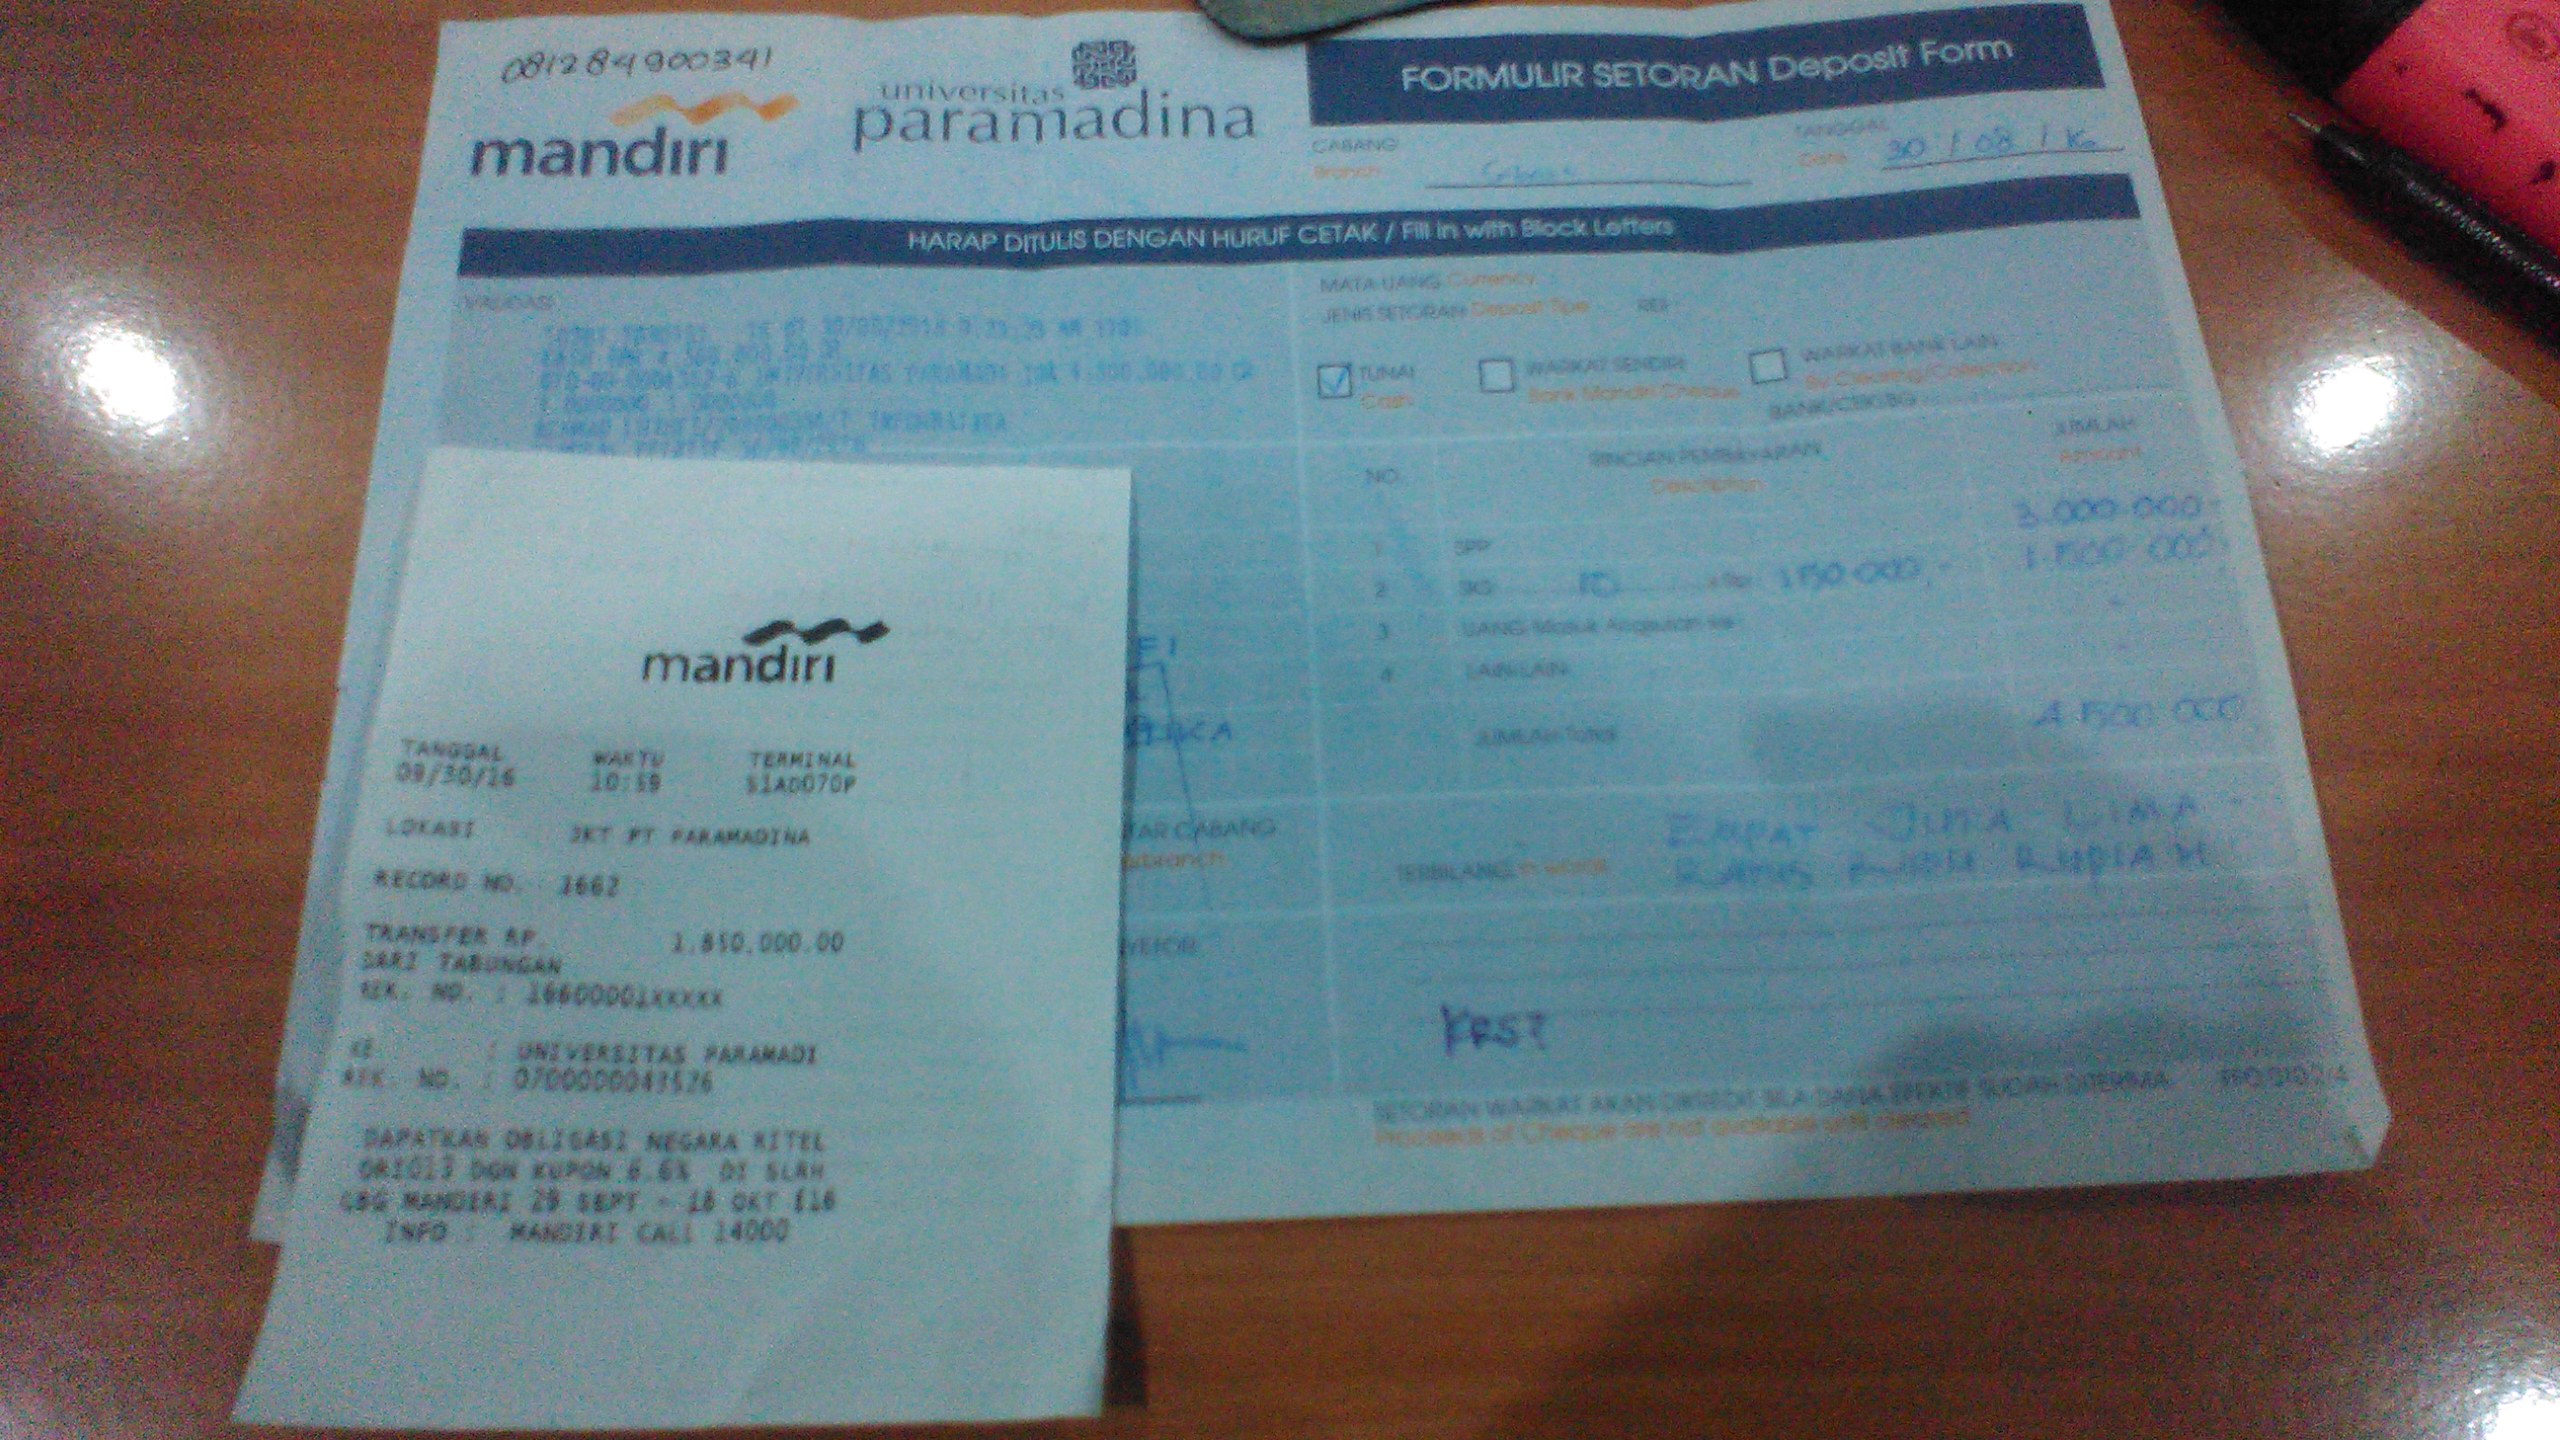 081284900341
mandiri
universitas
paramadina
FORMULIR SETORAN Deposit Form
CABANG
Branch
TANGGAL
Date
30 / 08 / 16
HARAP DITULIS DENGAN HURUF CETAK / Fill in with Block Letters
VALIDASI
UNIVERSITAS
INFORMATIKA
MATA UANG Currency
JENIS SETORAN Deposit Type
TUNAI
Cash
WARKAT SENDIRI
Bank Mandiri Cheque
WARKAT BANK LAIN
By Clearing/Collection
NO.
RINCIAN PEMBAYARAN
Description
BANK/CEK/BG
JUMLAH
Amount
1 SPP 3.000.000
2 SKS 10 150.000,- 1.500.000
3 UANG Masuk Angsuran ke
4 LAIN-LAIN
JUMLAH Total 4.500.000
TERBILANG in words EMPAT JUTA LIMA
RATUS RIBU RUPIAH
KRS?
SETORAN WARKAT AKAN DIKREDIT BILA DANA EFEKTIF SUDAH DITERIMA
Proceeds of Cheque are not available until cleared
mandiri
TANGGAL WAKTU TERMINAL
09/30/16 10:59 S1AD070P
LOKASI JKT PT PARAMADINA
RECORD NO. 1662
TRANSFER RP. 1.850.000.00
DARI TABUNGAN
REK. NO. : 16600001XXXXX
KE : UNIVERSITAS PARAMADI
REK. NO. : 0700000043526
DAPATKAN OBLIGASI NEGARA RITEL
ORI013 DGN KUPON 6.6% DI SLRH
CBG MANDIRI 29 SEPT - 18 OKT
INFO : MANDIRI CALL 14000